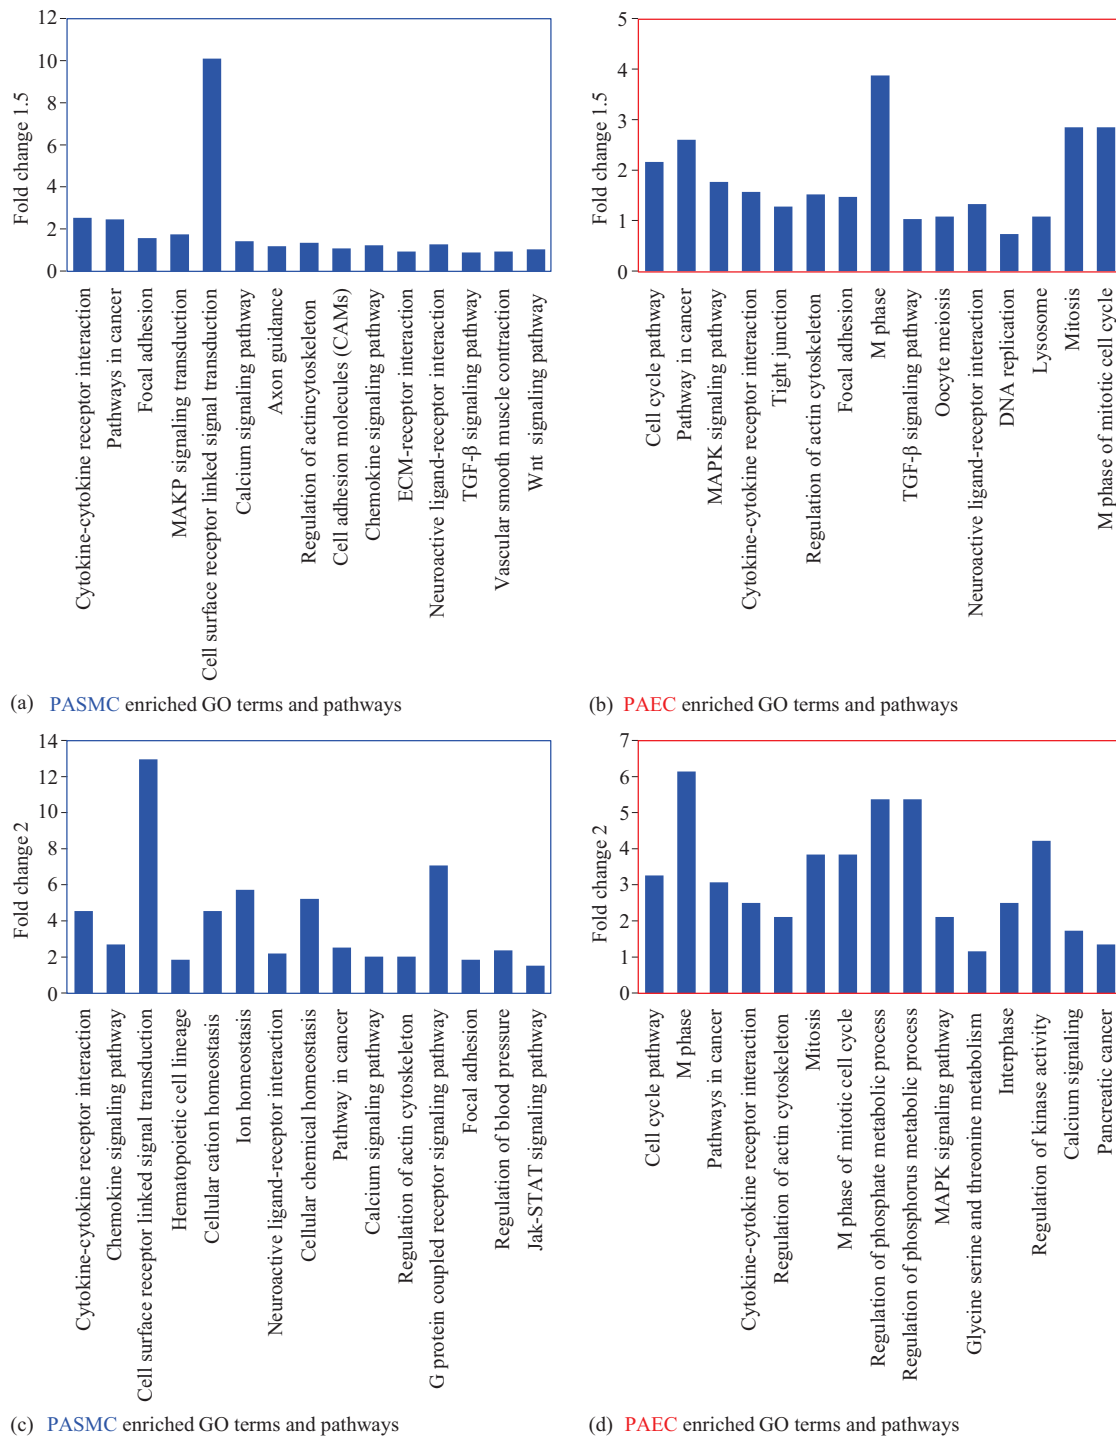 Fold change 1.5
12
10
8
6
4
2
0
Cytokine-cytokine receptor interaction
Pathways in cancer
Focal adhesion
MAKP signaling transduction
Cell surface receptor linked signal transduction
Calcium signaling pathway
Axon guidance
Regulation of actincytoskeleton
Cell adhesion molecules (CAMs)
Chemokine signaling pathway
ECM-receptor interaction
Neuroactive ligand-receptor interaction
TGF-β signaling pathway
Vascular smooth muscle contraction
Wnt signaling pathway
(a) PASMC enriched GO terms and pathways
Fold change 1.5
5
4
3
2
1
0
Cell cycle pathway
Pathway in cancer
MAPK signaling pathway
Cytokine-cytokine receptor interaction
Tight junction
Regulation of actin cytoskeleton
Focal adhesion
M phase
TGF-β signaling pathway
Oocyte meiosis
Neuroactive ligand-receptor interaction
DNA replication
Lysosome
Mitosis
M phase of mitotic cell cycle
(b) PAEC enriched GO terms and pathways
Fold change 2
14
12
10
8
6
4
2
0
Cytokine-cytokine receptor interaction
Chemokine signaling pathway
Cell surface receptor linked signal transduction
Hematopoietic cell lineage
Cellular cation homeostasis
Ion homeostasis
Neuroactive ligand-receptor interaction
Cellular chemical homeostasis
Pathway in cancer
Calcium signaling pathway
Regulation of actin cytoskeleton
G protein coupled receptor signaling pathway
Focal adhesion
Regulation of blood pressure
Jak-STAT signaling pathway
(c) PASMC enriched GO terms and pathways
Fold change 2
7
6
5
4
3
2
1
0
Cell cycle pathway
M phase
Pathways in cancer
Cytokine-cytokine receptor interaction
Regulation of actin cytoskeleton
Mitosis
M phase of mitotic cell cycle
Regulation of phosphate metabolic process
Regulation of phosphorus metabolic process
MAPK signaling pathway
Glycine serine and threonine metabolism
Interphase
Regulation of kinase activity
Calcium signaling
Pancreatic cancer
(d) PAEC enriched GO terms and pathways